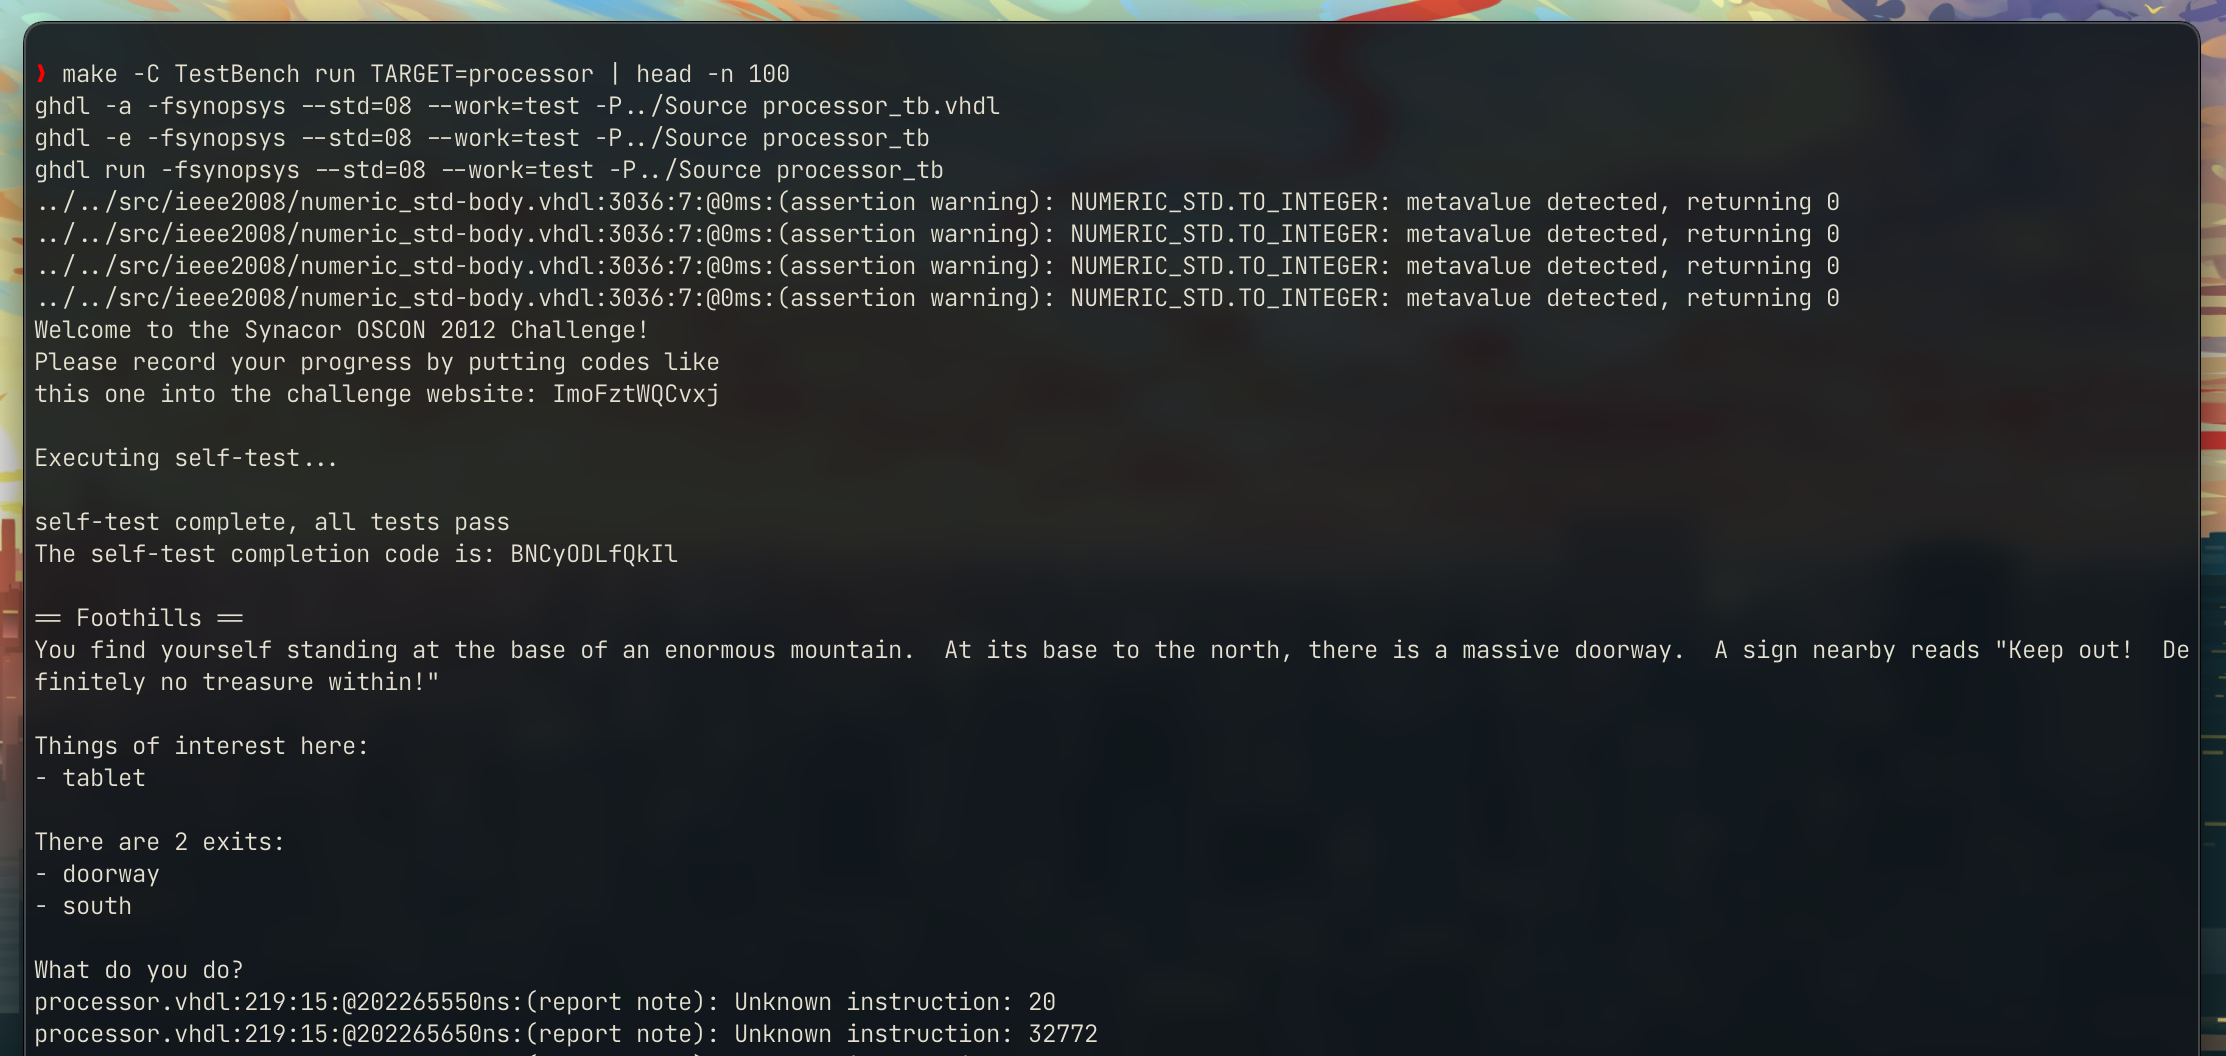 ❫ make -C TestBench run TARGET=processor | head -n 100
ghdl -a -fsynopsys --std=08 --work=test -P../Source processor_tb.vhdl
ghdl -e -fsynopsys --std=08 --work=test -P../Source processor_tb
ghdl run -fsynopsys --std=08 --work=test -P../Source processor_tb
../../src/ieee2008/numeric_std-body.vhdl:3036:7:@0ms:(assertion warning): NUMERIC_STD.TO_INTEGER: metavalue detected, returning 0
../../src/ieee2008/numeric_std-body.vhdl:3036:7:@0ms:(assertion warning): NUMERIC_STD.TO_INTEGER: metavalue detected, returning 0
../../src/ieee2008/numeric_std-body.vhdl:3036:7:@0ms:(assertion warning): NUMERIC_STD.TO_INTEGER: metavalue detected, returning 0
../../src/ieee2008/numeric_std-body.vhdl:3036:7:@0ms:(assertion warning): NUMERIC_STD.TO_INTEGER: metavalue detected, returning 0
Welcome to the Synacor OSCON 2012 Challenge!
Please record your progress by putting codes like
this one into the challenge website: ImoFztWQCvxj

Executing self-test...

self-test complete, all tests pass
The self-test completion code is: BNCyODLfQkIl

== Foothills ==
You find yourself standing at the base of an enormous mountain.  At its base to the north, there is a massive doorway.  A sign nearby reads "Keep out!  De
finitely no treasure within!"

Things of interest here:
- tablet

There are 2 exits:
- doorway
- south

What do you do?
processor.vhdl:219:15:@202265550ns:(report note): Unknown instruction: 20
processor.vhdl:219:15:@202265650ns:(report note): Unknown instruction: 32772